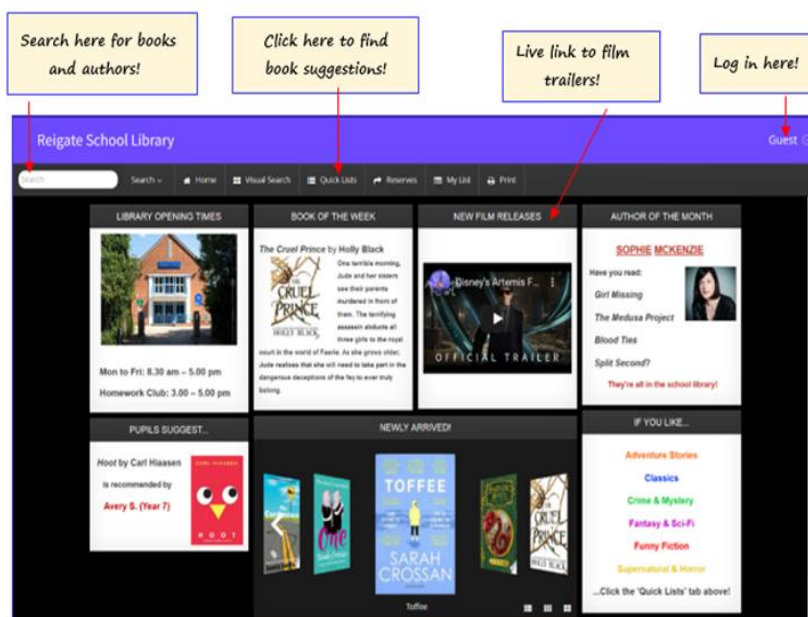 Search here for books
and authors!
Click here to find
book suggestions!
Live link to film
trailers!
Log in here!
Reigate School Library
Guest
Search
Search
Home
Visual Search
Quick Lists
Reserves
My List
Print
LIBRARY OPENING TIMES
Mon to Fri: 8.30 am – 5.00 pm
Homework Club: 3.00 – 5.00 pm
BOOK OF THE WEEK
The Cruel Prince by Holly Black
One terrible morning,
Jude and her sisters
see their parents
murdered in front of
them. The terrifying
assassin abducts all
three girls to the royal
court in the world of Faerie. As she grows older,
Jude realises that she will need to take part in the
dangerous deceptions of the fey to ever truly
belong.
THE
CRUEL
PRINCE
HOLLY BLACK
NEW FILM RELEASES
Disney's Artemis F...
OFFICIAL TRAILER
AUTHOR OF THE MONTH
SOPHIE MCKENZIE
Have you read:
Girl Missing
The Medusa Project
Blood Ties
Split Second?
They're all in the school library!
PUPILS SUGGEST...
Hoot by Carl Hiaasen
is recommended by
Avery S. (Year 7)
CARL HIAASEN
HOOT
NEWLY ARRIVED!
One
TOFFEE
SARAH
CROSSAN
THE
CRUEL
PRINCE
Toffee
IF YOU LIKE...
Adventure Stories
Classics
Crime & Mystery
Fantasy & Sci-Fi
Funny Fiction
Supernatural & Horror
...Click the 'Quick Lists' tab above!